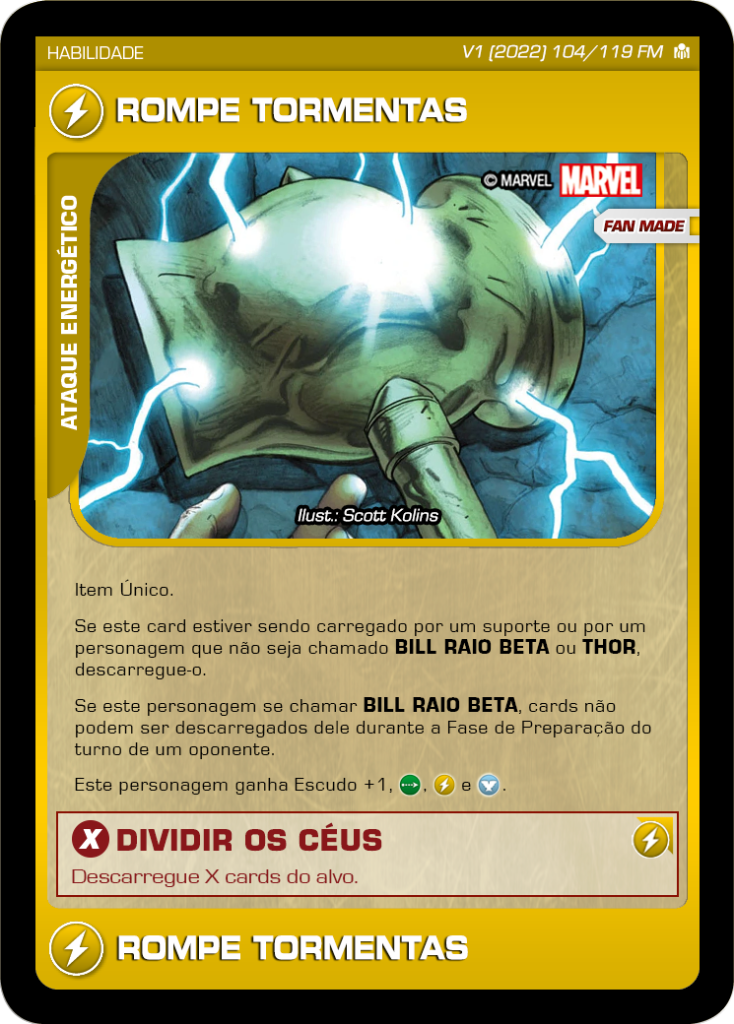 HABILIDADE
V1 (2022) 104/119 FM
ROMPE TORMENTAS
© MARVEL MARVEL
FAN MADE
ATAQUE ENERGÉTICO
Ilust.: Scott Kolins
Item Único.
Se este card estiver sendo carregado por um suporte ou por um
personagem que não seja chamado BILL RAIO BETA ou THOR,
descarregue-o.
Se este personagem se chamar BILL RAIO BETA, cards não
podem ser descarregados dele durante a Fase de Preparação do
turno de um oponente.
Este personagem ganha Escudo +1, , e .
X DIVIDIR OS CÉUS
Descarregue X cards do alvo.
ROMPE TORMENTAS